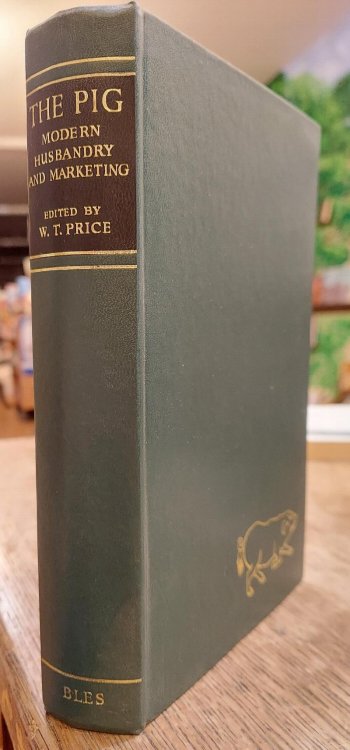 THE PIG
MODERN
HUSBANDRY
AND MARKETING
EDITED BY
W. T. PRICE
BLES